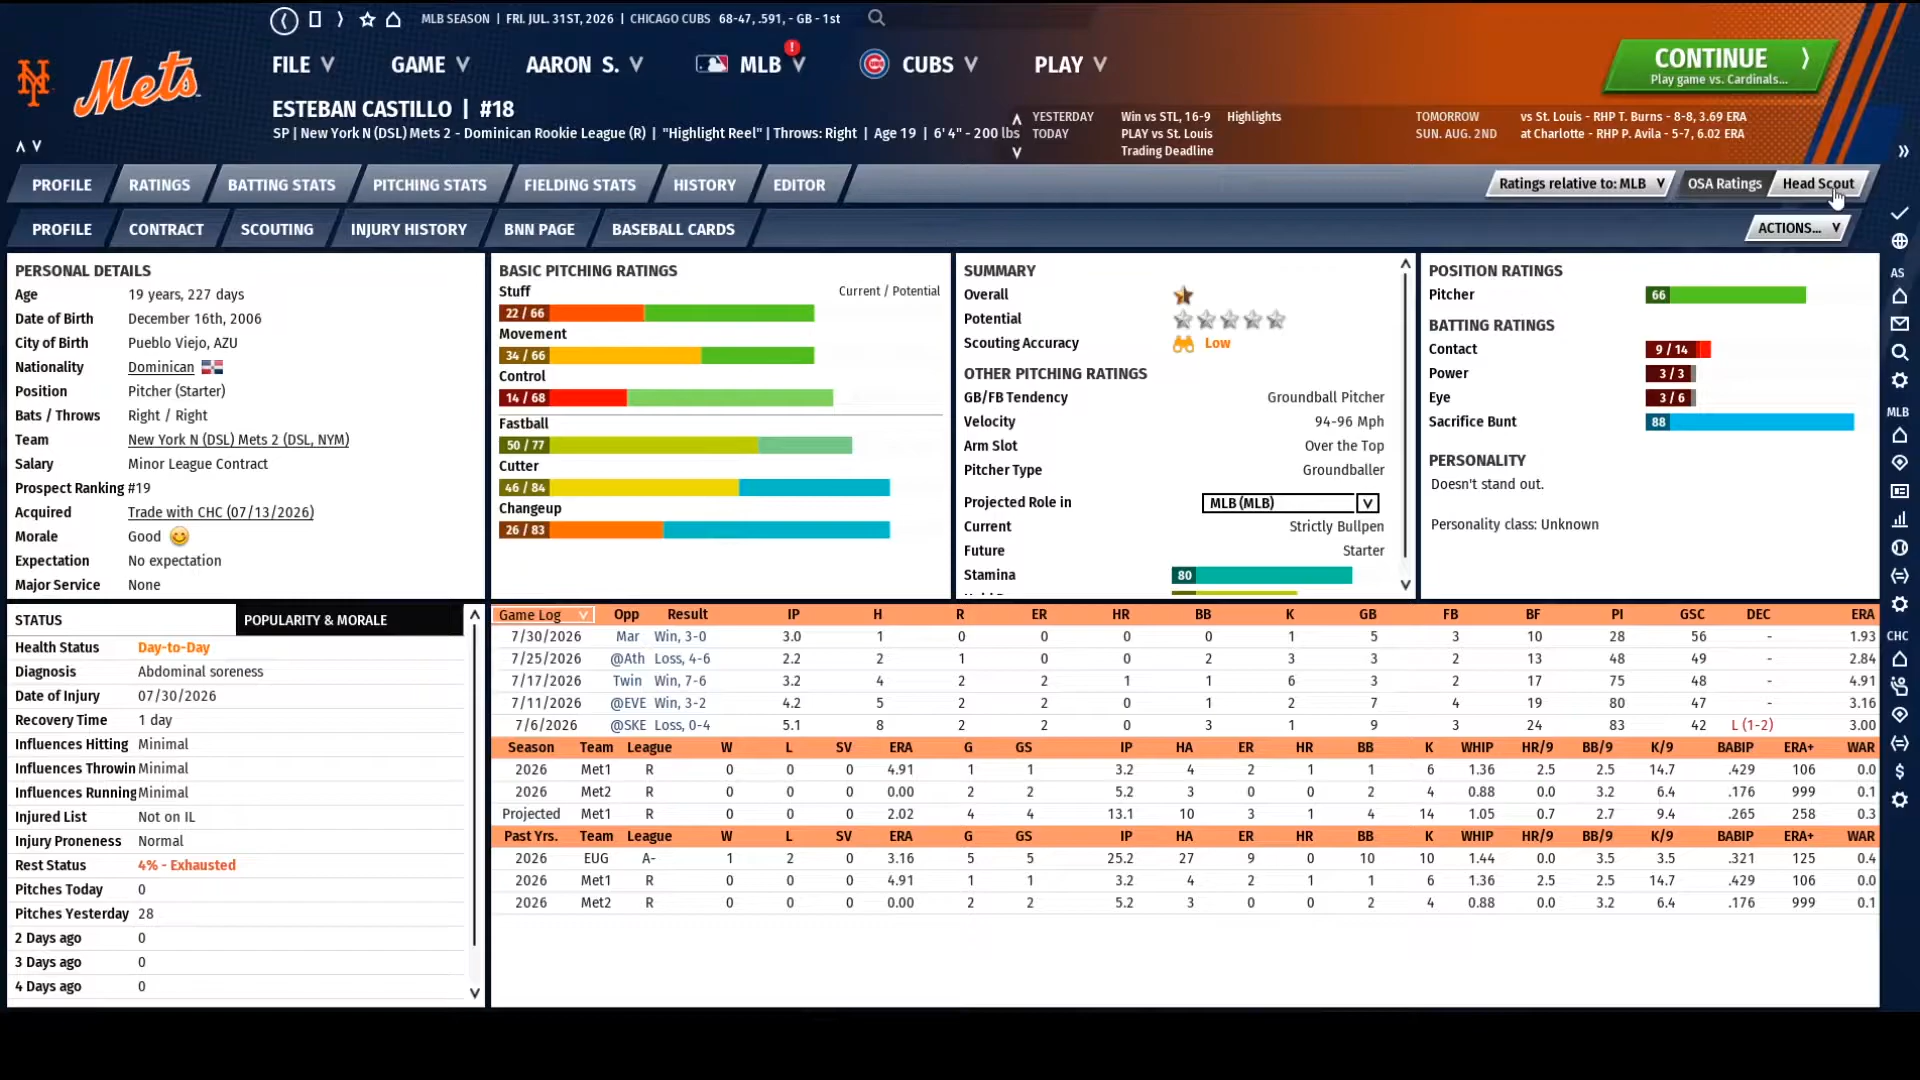 MLB SEASON | FRI. JUL. 31ST, 2026 | CHICAGO CUBS 68-47, .591, - GB - 1st
Mets
FILE GAME AARON S. MLB ! CUBS PLAY
CONTINUE
Play game vs. Cardinals...
ESTEBAN CASTILLO | #18
SP | New York N (DSL) Mets 2 - Dominican Rookie League (R) | "Highlight Reel" | Throws: Right | Age 19 | 6' 4" - 200 lbs
YESTERDAY Win vs STL, 16-9 Highlights
TODAY PLAY vs St. Louis
Trading Deadline
TOMORROW vs St. Louis - RHP T. Burns - 8-8, 3.69 ERA
SUN. AUG. 2ND at Charlotte - RHP P. Avila - 5-7, 6.02 ERA
PROFILE RATINGS BATTING STATS PITCHING STATS FIELDING STATS HISTORY EDITOR
Ratings relative to: MLB OSA Ratings Head Scout
PROFILE CONTRACT SCOUTING INJURY HISTORY BNN PAGE BASEBALL CARDS
ACTIONS...
PERSONAL DETAILS
Age 19 years, 227 days
Date of Birth December 16th, 2006
City of Birth Pueblo Viejo, AZU
Nationality Dominican
Position Pitcher (Starter)
Bats / Throws Right / Right
Team New York N (DSL) Mets 2 (DSL, NYM)
Salary Minor League Contract
Prospect Ranking #19
Acquired Trade with CHC (07/13/2026)
Morale Good
Expectation No expectation
Major Service None
BASIC PITCHING RATINGS
Stuff Current / Potential
22 / 66
Movement
34 / 66
Control
14 / 68
Fastball
50 / 77
Cutter
46 / 84
Changeup
26 / 83
SUMMARY
Overall
Potential
Scouting Accuracy Low
OTHER PITCHING RATINGS
GB/FB Tendency Groundball Pitcher
Velocity 94-96 Mph
Arm Slot Over the Top
Pitcher Type Groundballer
Projected Role in MLB (MLB)
Current Strictly Bullpen
Future Starter
Stamina 80
POSITION RATINGS
Pitcher 66
BATTING RATINGS
Contact 9 / 14
Power 3 / 3
Eye 3 / 6
Sacrifice Bunt 88
PERSONALITY
Doesn't stand out.
Personality class: Unknown
AS
MLB
CHC
STATUS POPULARITY & MORALE
Health Status Day-to-Day
Diagnosis Abdominal soreness
Date of Injury 07/30/2026
Recovery Time 1 day
Influences Hitting Minimal
Influences Throwin Minimal
Influences Running Minimal
Injured List Not on IL
Injury Proneness Normal
Rest Status 4% - Exhausted
Pitches Today 0
Pitches Yesterday 28
2 Days ago 0
3 Days ago 0
4 Days ago 0
Game Log Opp Result IP H R ER HR BB K GB FB BF PI GSC DEC ERA
7/30/2026 Mar Win, 3-0 3.0 1 0 0 0 0 1 5 3 10 28 56 - 1.93
7/25/2026 @Ath Loss, 4-6 2.2 2 1 0 0 2 3 3 2 13 48 49 - 2.84
7/17/2026 Twin Win, 7-6 3.2 4 2 2 1 1 6 3 2 17 75 48 - 4.91
7/11/2026 @EVE Win, 3-2 4.2 5 2 2 0 1 2 7 4 19 80 47 - 3.16
7/6/2026 @SKE Loss, 0-4 5.1 8 2 2 0 3 1 9 3 24 83 42 L (1-2) 3.00
Season Team League W L SV ERA G GS IP HA ER HR BB K WHIP HR/9 BB/9 K/9 BABIP ERA+ WAR
2026 Met1 R 0 0 0 4.91 1 1 3.2 4 2 1 1 6 1.36 2.5 2.5 14.7 .429 106 0.0
2026 Met2 R 0 0 0 0.00 2 2 5.2 3 0 0 2 4 0.88 0.0 3.2 6.4 .176 999 0.1
Projected Met1 R 0 0 0 2.02 4 4 13.1 10 3 1 4 14 1.05 0.7 2.7 9.4 .265 258 0.3
Past Yrs. Team League W L SV ERA G GS IP HA ER HR BB K WHIP HR/9 BB/9 K/9 BABIP ERA+ WAR
2026 EUG A- 1 2 0 3.16 5 5 25.2 27 9 0 10 10 1.44 0.0 3.5 3.5 .321 125 0.4
2026 Met1 R 0 0 0 4.91 1 1 3.2 4 2 1 1 6 1.36 2.5 2.5 14.7 .429 106 0.0
2026 Met2 R 0 0 0 0.00 2 2 5.2 3 0 0 2 4 0.88 0.0 3.2 6.4 .176 999 0.1